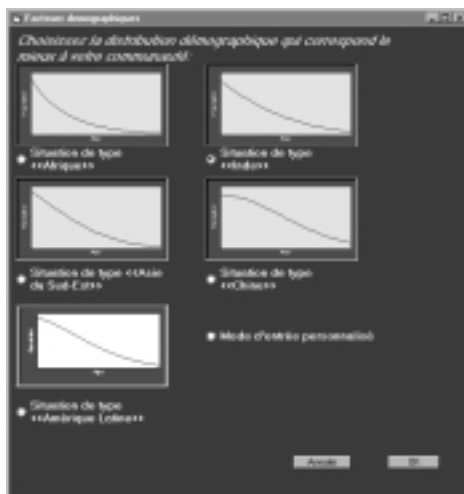 Facteurs démographiques
Choisissez la distribution démographique qui correspond le
mieux à votre communauté:
Situation de type
<<Afrique>>
Situation de type
<<Inde>>
Situation de type <<Asie
du Sud-Est>>
Situation de type
<<Chine>>
Mode d'entrée personnalisé
Situation de type
<<Amérique Latine>>
Annuler
OK